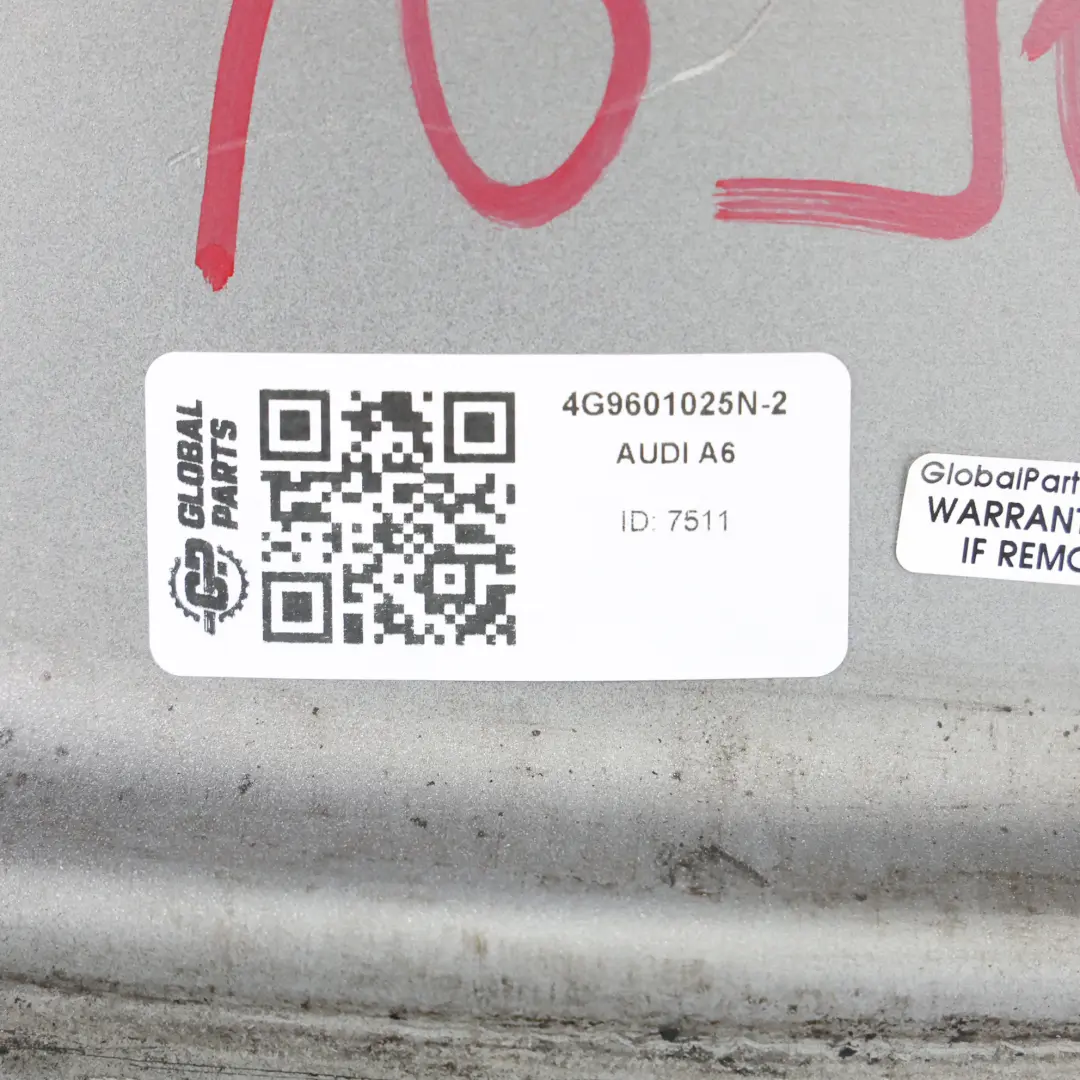 GLOBAL
PARTS
4G9601025N-2
AUDI A6
ID: 7511
GlobalPart
WARRANT
IF REMO